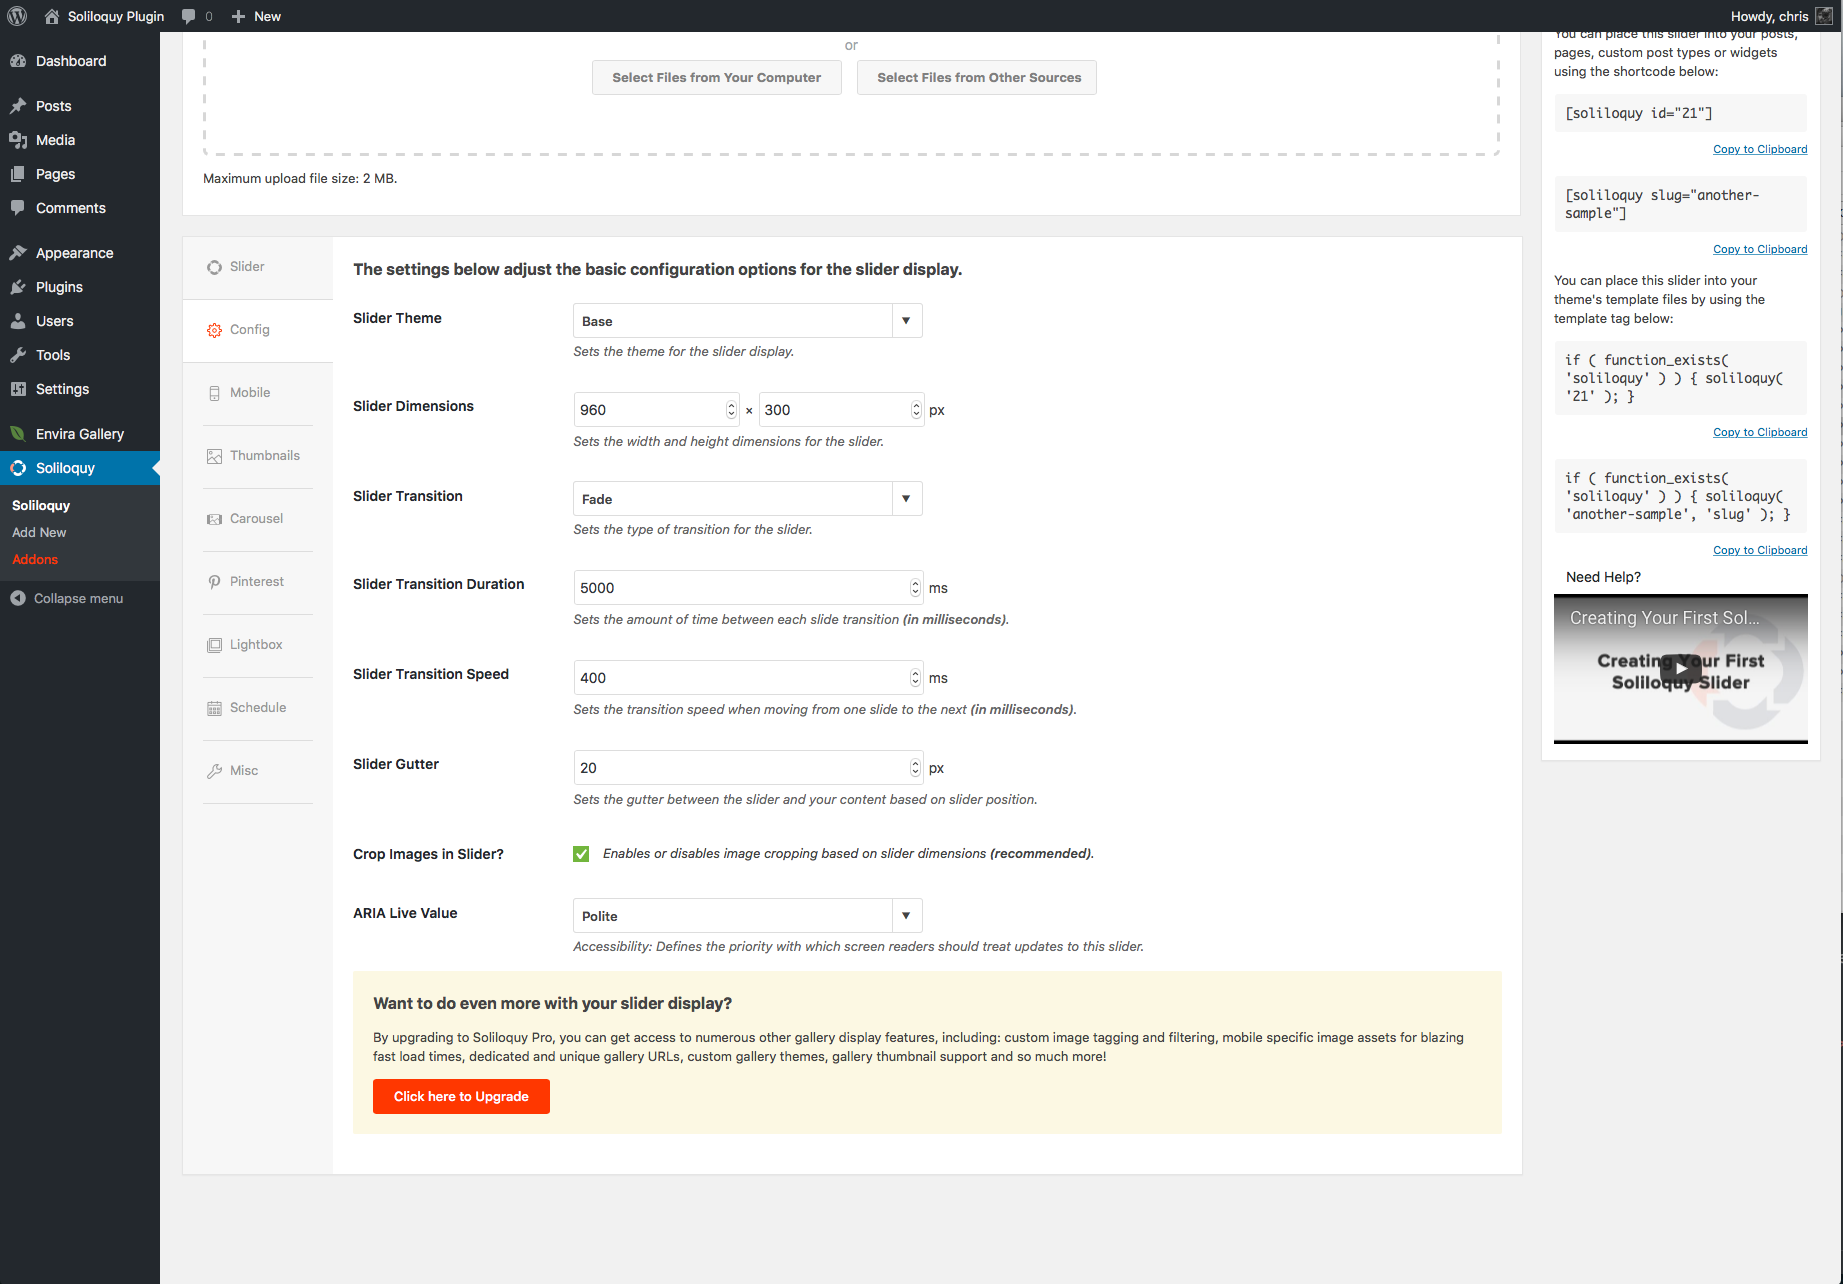 Soliloquy Plugin
0
New
Howdy, chris
Dashboard
Posts
Media
Pages
Comments
Appearance
Plugins
Users
Tools
Settings
Envira Gallery
Soliloquy
Soliloquy
Add New
Addons
Collapse menu
or
Select Files from Your Computer
Select Files from Other Sources
Maximum upload file size: 2 MB.
Slider
Config
Mobile
Thumbnails
Carousel
Pinterest
Lightbox
Schedule
Misc
The settings below adjust the basic configuration options for the slider display.
Slider Theme
Base
Sets the theme for the slider display.
Slider Dimensions
960 × 300 px
Sets the width and height dimensions for the slider.
Slider Transition
Fade
Sets the type of transition for the slider.
Slider Transition Duration
5000 ms
Sets the amount of time between each slide transition (in milliseconds).
Slider Transition Speed
400 ms
Sets the transition speed when moving from one slide to the next (in milliseconds).
Slider Gutter
20 px
Sets the gutter between the slider and your content based on slider position.
Crop Images in Slider?
Enables or disables image cropping based on slider dimensions (recommended).
ARIA Live Value
Polite
Accessibility: Defines the priority with which screen readers should treat updates to this slider.
Want to do even more with your slider display?
By upgrading to Soliloquy Pro, you can get access to numerous other gallery display features, including: custom image tagging and filtering, mobile specific image assets for blazing
fast load times, dedicated and unique gallery URLs, custom gallery themes, gallery thumbnail support and so much more!
Click here to Upgrade
You can place this slider into your posts,
pages, custom post types or widgets
using the shortcode below:
[soliloquy id="21"]
Copy to Clipboard
[soliloquy slug="another-
sample"]
Copy to Clipboard
You can place this slider into your
theme's template files by using the
template tag below:
if ( function_exists(
'soliloquy' ) ) { soliloquy(
'21' ); }
Copy to Clipboard
if ( function_exists(
'soliloquy' ) ) { soliloquy(
'another-sample', 'slug' ); }
Copy to Clipboard
Need Help?
Creating Your First Sol...
Creating Your First
Soliloquy Slider